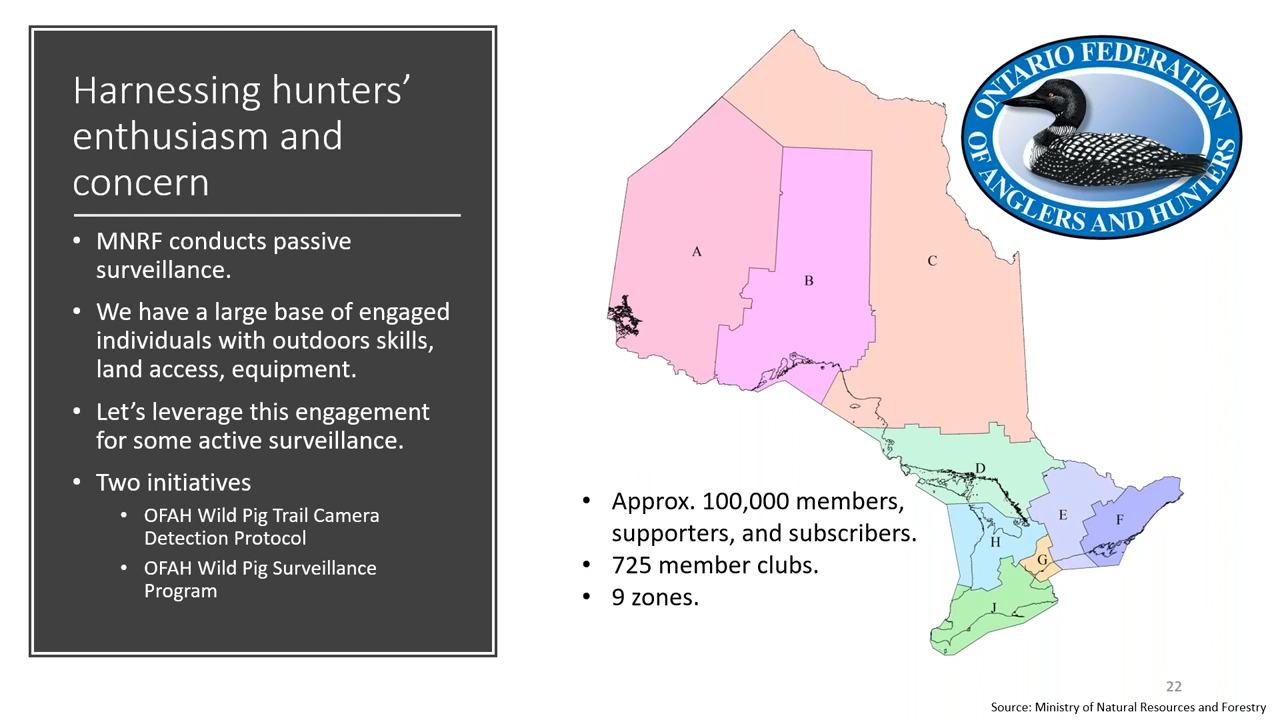 Harnessing hunters’
enthusiasm and
concern
• MNRF conducts passive
surveillance.
• We have a large base of engaged
individuals with outdoors skills,
land access, equipment.
• Let’s leverage this engagement
for some active surveillance.
• Two initiatives
• OFAH Wild Pig Trail Camera
Detection Protocol
• OFAH Wild Pig Surveillance
Program
ONTARIO FEDERATION
OF ANGLERS AND HUNTERS
A
B
C
D
E
F
G
H
J
• Approx. 100,000 members,
supporters, and subscribers.
• 725 member clubs.
• 9 zones.
22
Source: Ministry of Natural Resources and Forestry